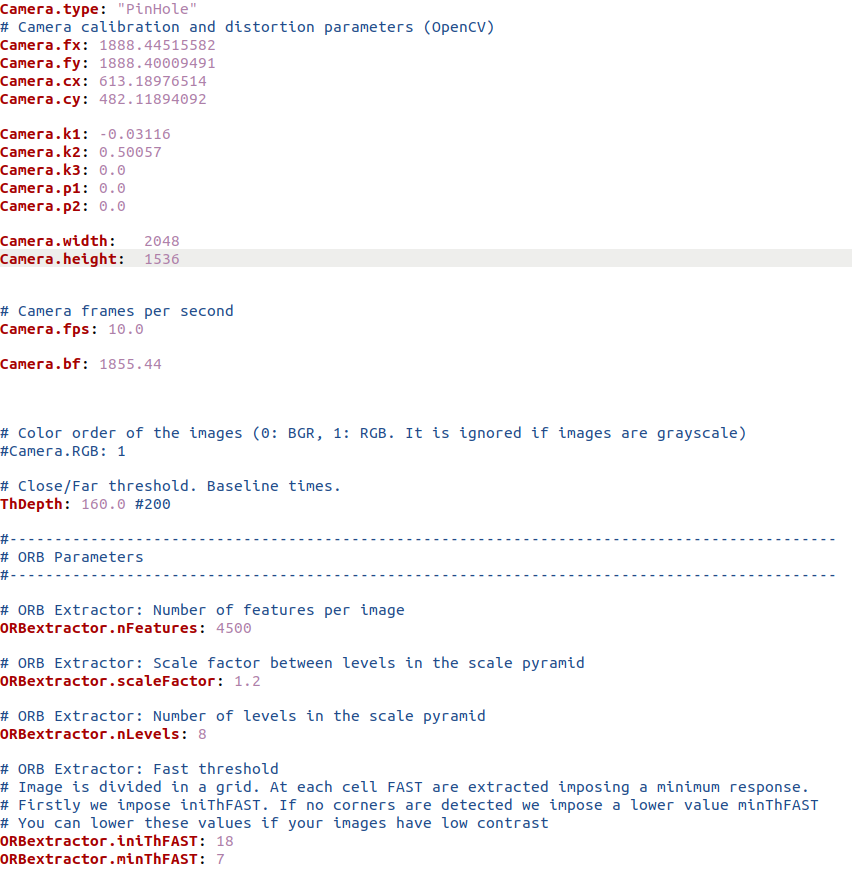 Camera.type: "PinHole"
# Camera calibration and distortion parameters (OpenCV)
Camera.fx: 1888.44515582
Camera.fy: 1888.40009491
Camera.cx: 613.18976514
Camera.cy: 482.11894092
Camera.k1: -0.03116
Camera.k2: 0.50057
Camera.k3: 0.0
Camera.p1: 0.0
Camera.p2: 0.0
Camera.width:   2048
Camera.height:  1536
# Camera frames per second
Camera.fps: 10.0
Camera.bf: 1855.44
# Color order of the images (0: BGR, 1: RGB. It is ignored if images are grayscale)
#Camera.RGB: 1
# Close/Far threshold. Baseline times.
ThDepth: 160.0 #200
#--------------------------------------------------------------------------------------------
# ORB Parameters
#--------------------------------------------------------------------------------------------
# ORB Extractor: Number of features per image
ORBextractor.nFeatures: 4500
# ORB Extractor: Scale factor between levels in the scale pyramid
ORBextractor.scaleFactor: 1.2
# ORB Extractor: Number of levels in the scale pyramid
ORBextractor.nLevels: 8
# ORB Extractor: Fast threshold
# Image is divided in a grid. At each cell FAST are extracted imposing a minimum response.
# Firstly we impose iniThFAST. If no corners are detected we impose a lower value minThFAST
# You can lower these values if your images have low contrast
ORBextractor.iniThFAST: 18
ORBextractor.minThFAST: 7